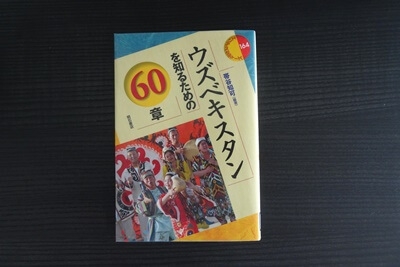 164
ウズベキスタン
を知るための
60
章
帯谷知可 編著
明石書店